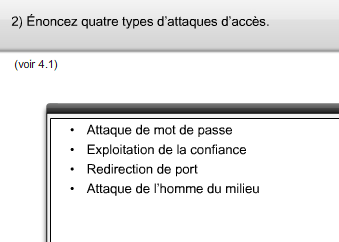 2) Énoncez quatre types d'attaques d'accès.
(voir 4.1)
• Attaque de mot de passe
• Exploitation de la confiance
• Redirection de port
• Attaque de l'homme du milieu